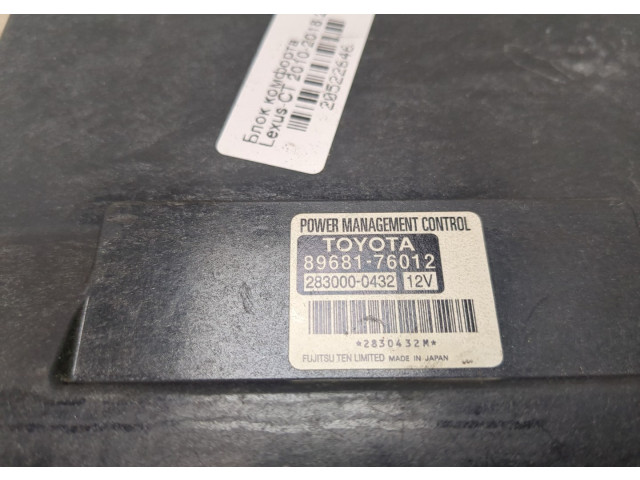 Блок комфорта
Lexus CT 2010-2018
20522646
POWER MANAGEMENT CONTROL
TOYOTA
89681-76012
283000-0432 12V
*2830432M*
FUJITSU TEN LIMITED MADE IN JAPAN